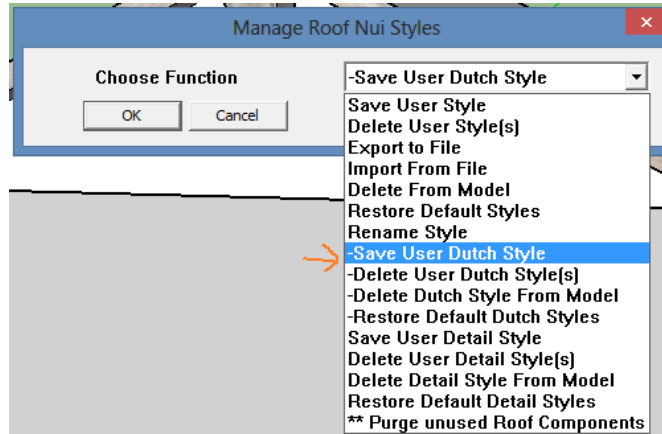 Manage Roof Nui Styles
Choose Function
-Save User Dutch Style
OK
Cancel
Save User Style
Delete User Style(s)
Export to File
Import From File
Delete From Model
Restore Default Styles
Rename Style
-Save User Dutch Style
-Delete User Dutch Style(s)
-Delete Dutch Style From Model
-Restore Default Dutch Styles
Save User Detail Style
Delete User Detail Style(s)
Delete Detail Style From Model
Restore Default Detail Styles
** Purge unused Roof Components